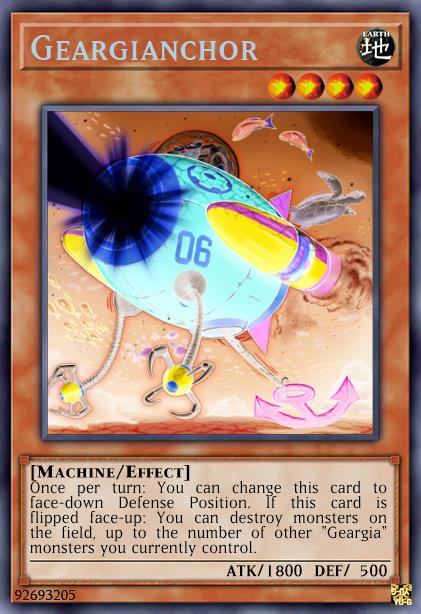 GEARGIANCHOR
EARTH
地
06
[MACHINE/EFFECT]
Once per turn: You can change this card to
face-down Defense Position. If this card is
flipped face-up: You can destroy monsters on
the field, up to the number of other "Geargia"
monsters you currently control.
ATK/1800 DEF/ 500
92693205